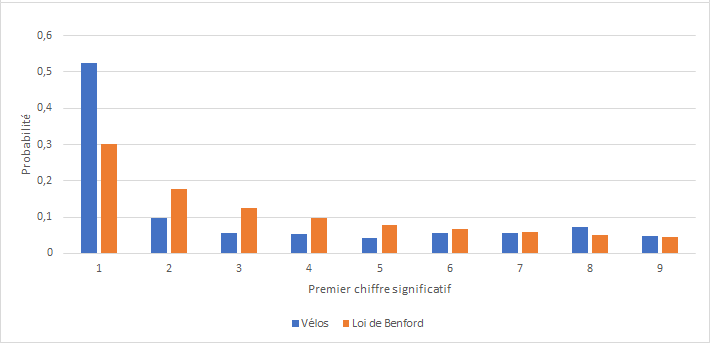 0,6
0,5
0,4
0,3
0,2
0,1
0
Probabilité
1 2 3 4 5 6 7 8 9
Premier chiffre significatif
Vélos Loi de Benford